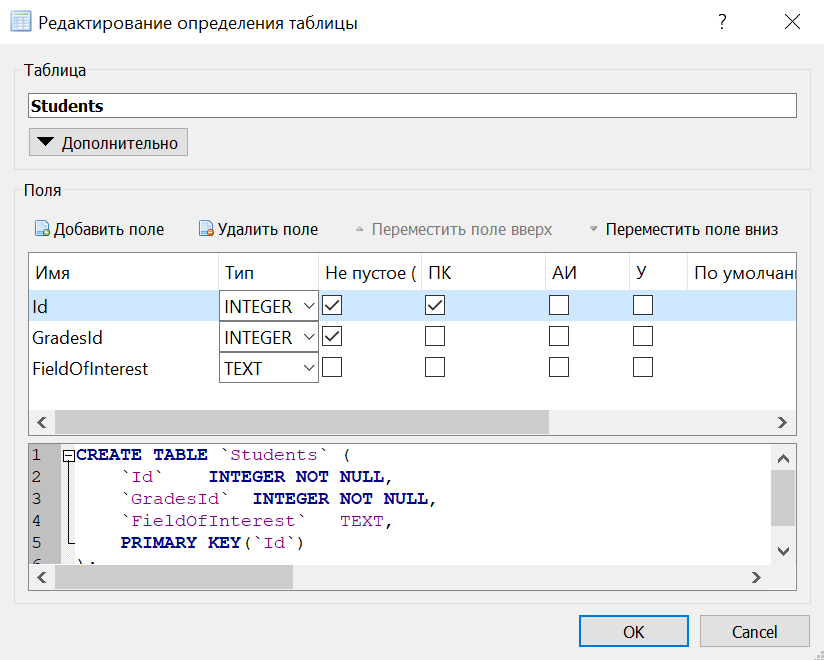 Редактирование определения таблицы ?
Таблица
Students
Дополнительно
Поля
Добавить поле Удалить поле Переместить поле вверх Переместить поле вниз
Имя Тип Не пустое ( ПК АИ У По умолчани
Id INTEGER
GradesId INTEGER
FieldOfInterest TEXT
1 CREATE TABLE `Students` (
2 `Id` INTEGER NOT NULL,
3 `GradesId` INTEGER NOT NULL,
4 `FieldOfInterest` TEXT,
5 PRIMARY KEY(`Id`)
6 );
OK Cancel